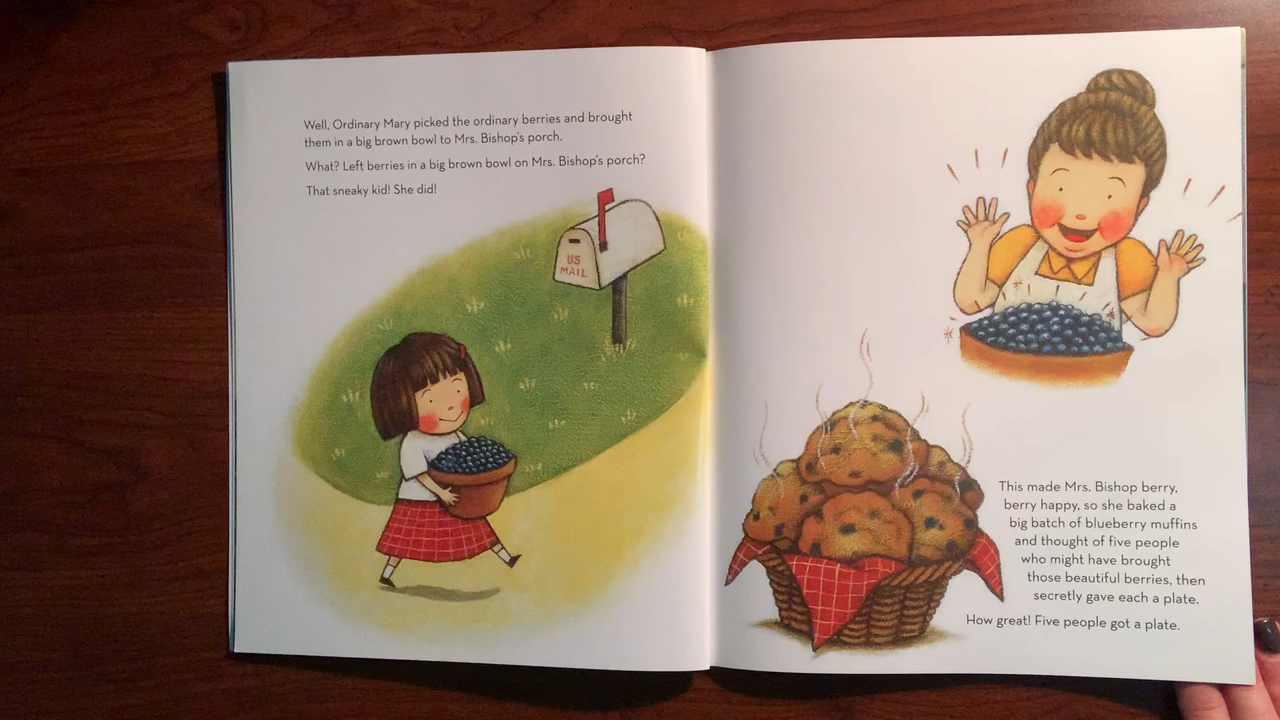 Well, Ordinary Mary picked the ordinary berries and brought
them in a big brown bowl to Mrs. Bishop's porch.
What? Left berries in a big brown bowl on Mrs. Bishop's porch?
That sneaky kid! She did!
US
MAIL
This made Mrs. Bishop berry,
berry happy, so she baked a
big batch of blueberry muffins
and thought of five people
who might have brought
those beautiful berries, then
secretly gave each a plate.
How great! Five people got a plate.